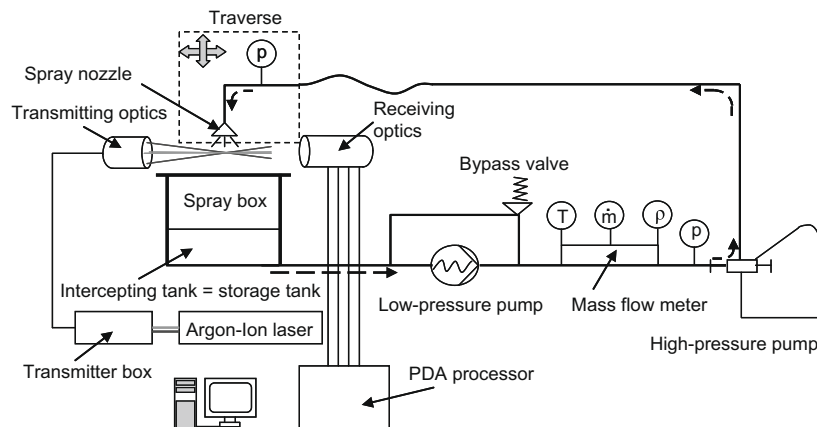 Traverse
p
Spray nozzle
Transmitting optics
Receiving
optics
Bypass valve
Spray box
T
ṁ
ρ
p
Intercepting tank = storage tank
Low-pressure pump
Mass flow meter
Argon-Ion laser
High-pressure pump
Transmitter box
PDA processor